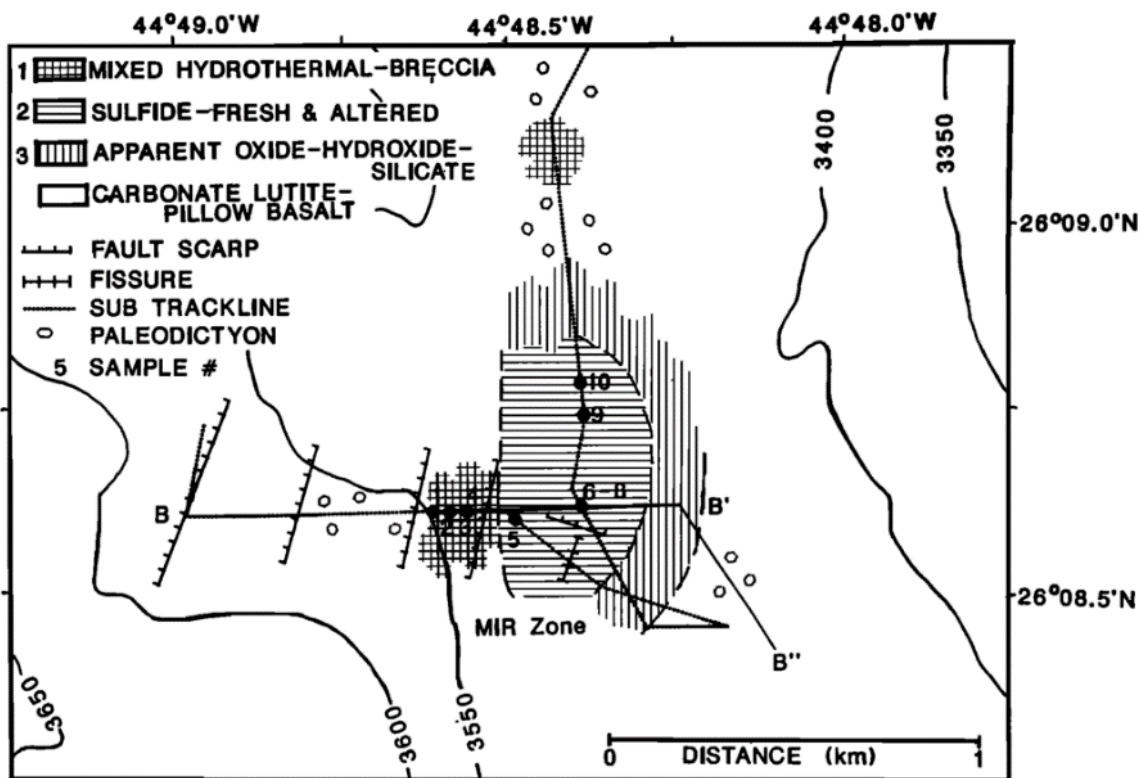 44°49.0'W 44°48.5'W 44°48.0'W
1 MIXED HYDROTHERMAL-BRECCIA
2 SULFIDE-FRESH & ALTERED
3 APPARENT OXIDE-HYDROXIDE-
SILICATE
CARBONATE LUTITE-
PILLOW BASALT
FAULT SCARP
FISSURE
SUB TRACKLINE
PALEODICTYON
5 SAMPLE #
3400
3350
26°09.0'N
10
9
6-8
B
B'
2
5
26°08.5'N
MIR Zone
B"
3650
3600
3550
0 DISTANCE (km) 1